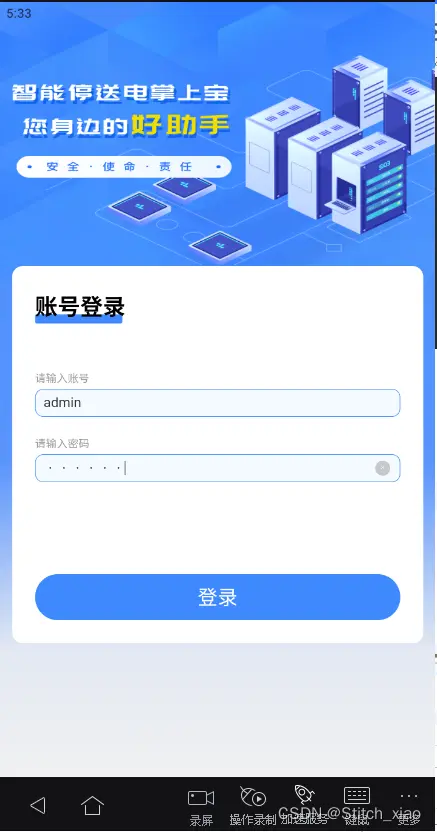 5:33
智能停送电掌上宝
您身边的好助手
安全·使命·责任
账号登录
请输入账号
admin
请输入密码
登录
录屏 操作录制 加速服务 键鼠 更多
CSDN @Stitch_xiao